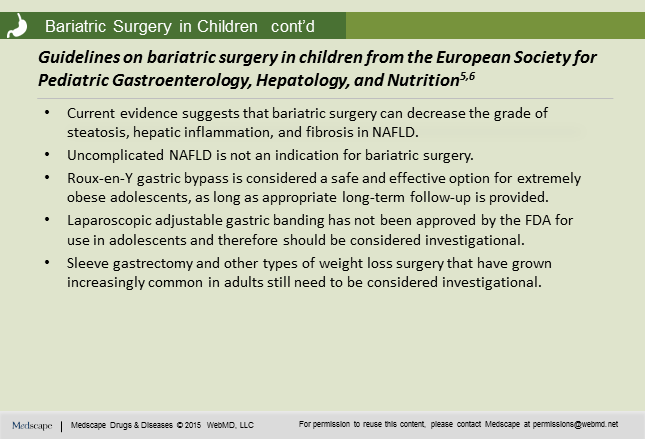 Bariatric Surgery in Children cont'd
Guidelines on bariatric surgery in children from the European Society for
Pediatric Gastroenterology, Hepatology, and Nutrition5,6
• Current evidence suggests that bariatric surgery can decrease the grade of
steatosis, hepatic inflammation, and fibrosis in NAFLD.
• Uncomplicated NAFLD is not an indication for bariatric surgery.
• Roux-en-Y gastric bypass is considered a safe and effective option for extremely
obese adolescents, as long as appropriate long-term follow-up is provided.
• Laparoscopic adjustable gastric banding has not been approved by the FDA for
use in adolescents and therefore should be considered investigational.
• Sleeve gastrectomy and other types of weight loss surgery that have grown
increasingly common in adults still need to be considered investigational.
Medscape | Medscape Drugs & Diseases © 2015 WebMD, LLC For permission to reuse this content, please contact Medscape at permissions@webmd.net